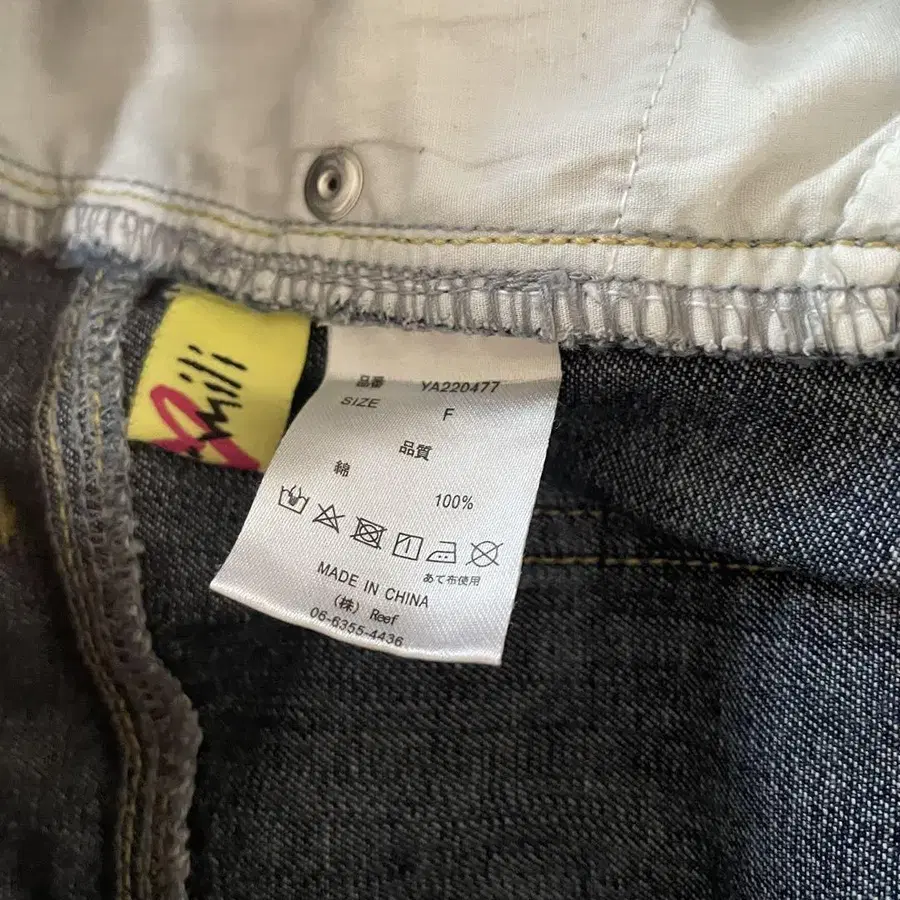 mili
品番 YA220477
SIZE F
品質
綿 100%
あて布使用
MADE IN CHINA
(株) Reef
06-6355-4436